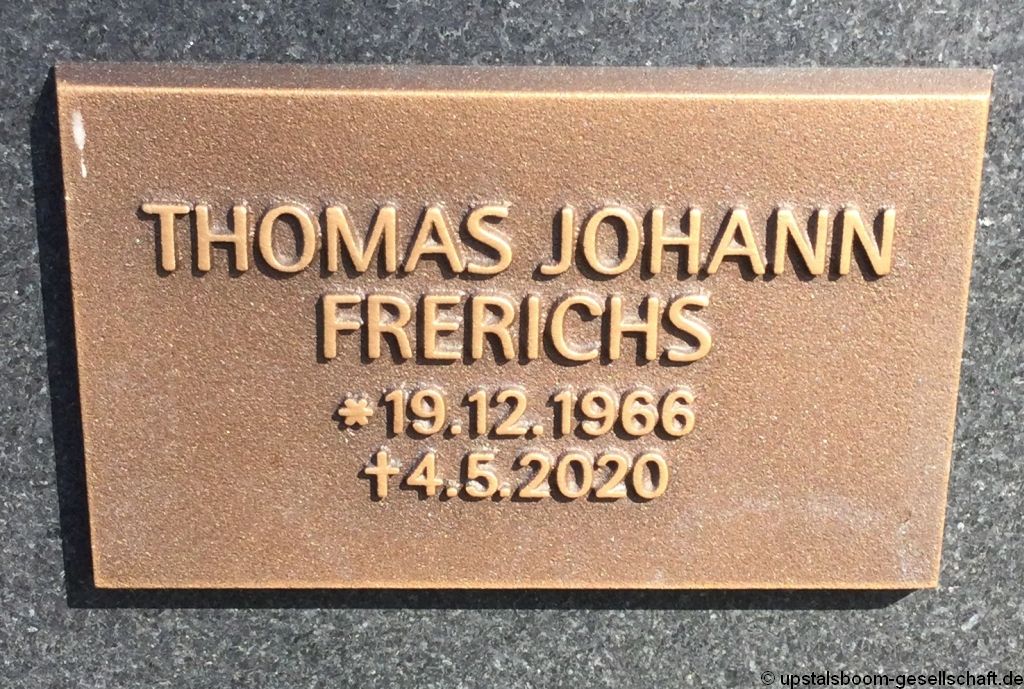 THOMAS JOHANN
FRERICHS
*19.12.1966
†4.5.2020
© upstalsboom-gesellschaft.de